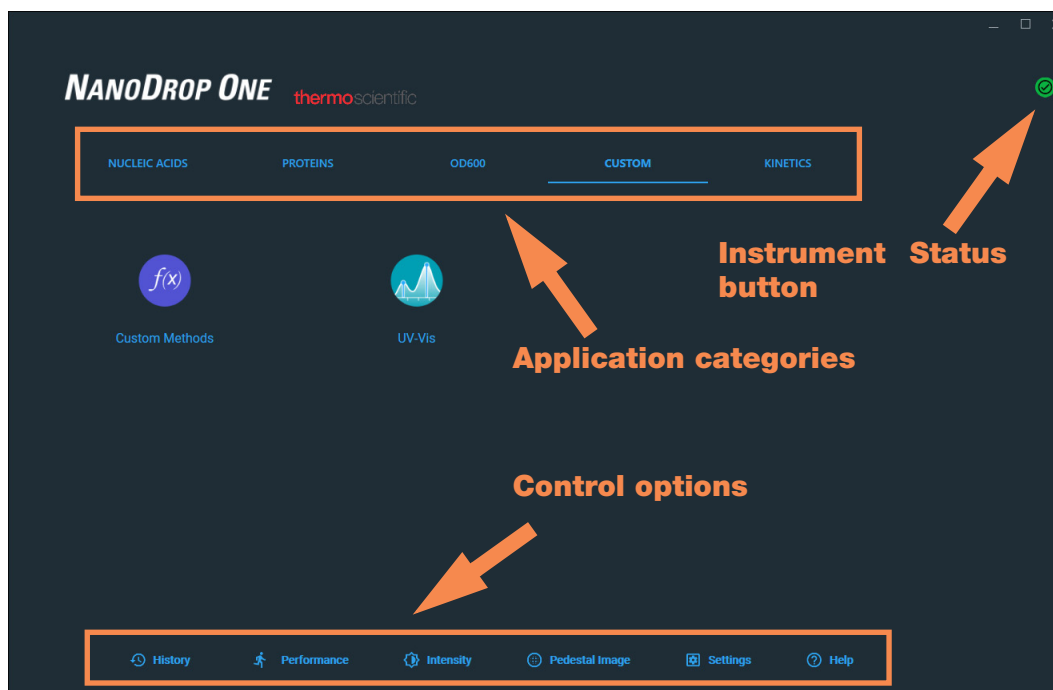 NANODROP ONE thermoscientific
NUCLEIC ACIDS PROTEINS OD600 CUSTOM KINETICS
Instrument Status
button
f(x)
Custom Methods UV-Vis
Application categories
Control options
History Performance Intensity Pedestal Image Settings Help